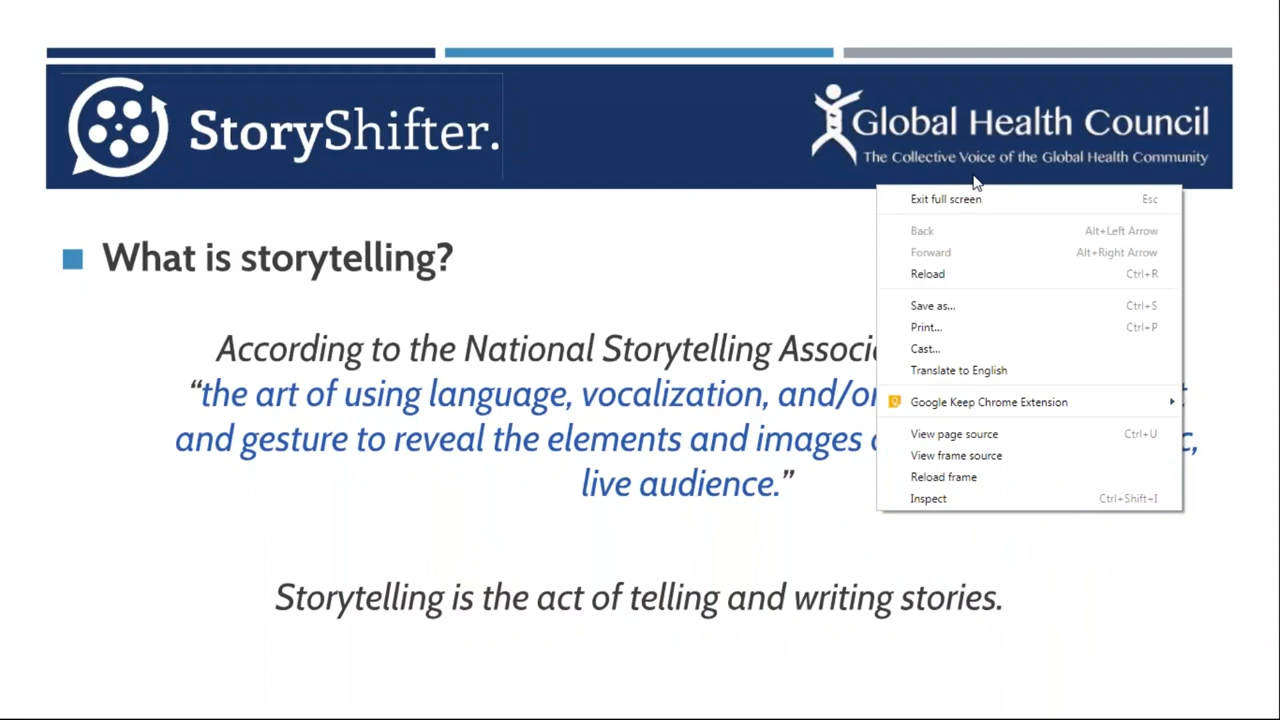 StoryShifter.
Global Health Council
The Collective Voice of the Global Health Community
What is storytelling?
According to the National Storytelling
“the art of using language, vocalization,
and gesture to reveal the elements and images
live audience.”
Storytelling is the act of telling and writing stories.
Exit full screen Esc
Back Alt+Left Arrow
Forward Alt+Right Arrow
Reload Ctrl+R
Save as... Ctrl+S
Print... Ctrl+P
Cast...
Translate to English
Google Keep Chrome Extension
View page source Ctrl+U
View frame source
Reload frame
Inspect Ctrl+Shift+I